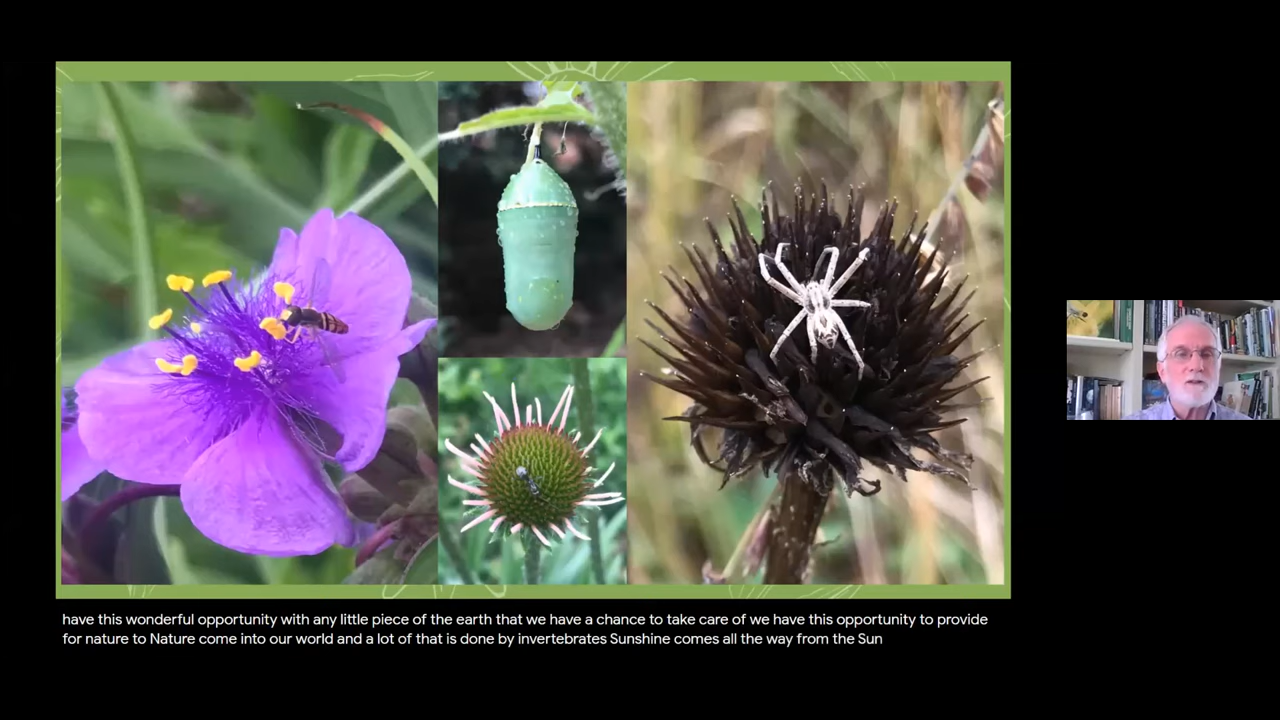 have this wonderful opportunity with any little piece of the earth that we have a chance to take care of we have this opportunity to provide
for nature to Nature come into our world and a lot of that is done by invertebrates Sunshine comes all the way from the Sun